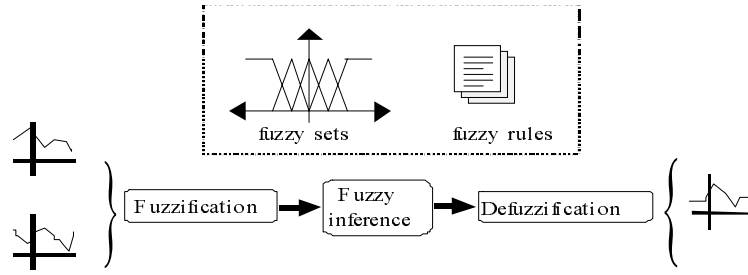 fuzzy sets
fuzzy rules
Fuzzification
Fuzzy
inference
Defuzzification